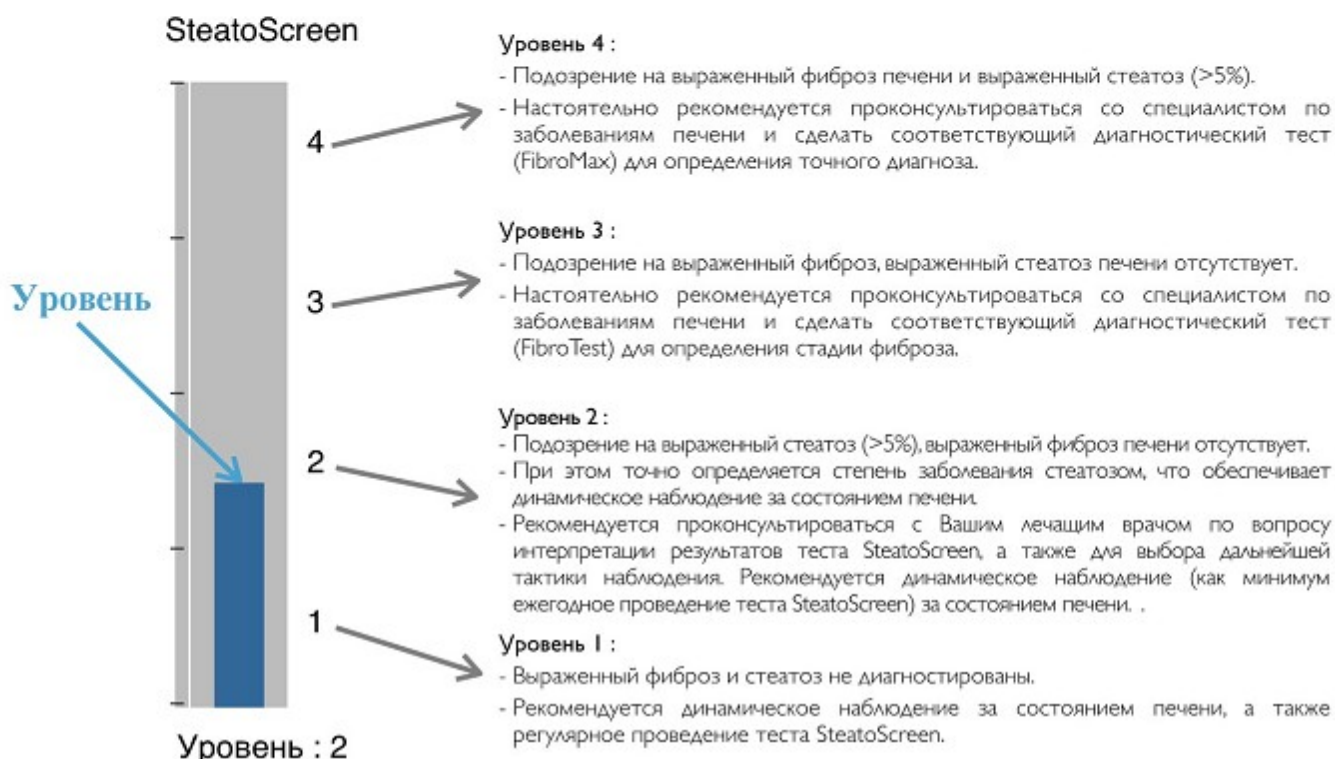 SteatoScreen
4
3
2
1
Уровень
Уровень : 2
Уровень 4 :
- Подозрение на выраженный фиброз печени и выраженный стеатоз (>5%).
- Настоятельно рекомендуется проконсультироваться со специалистом по
заболеваниям печени и сделать соответствующий диагностический тест
(FibroMax) для определения точного диагноза.
Уровень 3 :
- Подозрение на выраженный фиброз, выраженный стеатоз печени отсутствует.
- Настоятельно рекомендуется проконсультироваться со специалистом по
заболеваниям печени и сделать соответствующий диагностический тест
(FibroTest) для определения стадии фиброза.
Уровень 2 :
- Подозрение на выраженный стеатоз (>5%), выраженный фиброз печени отсутствует.
- При этом точно определяется степень заболевания стеатозом, что обеспечивает
динамическое наблюдение за состоянием печени.
- Рекомендуется проконсультироваться с Вашим лечащим врачом по вопросу
интерпретации результатов теста SteatoScreen, а также для выбора дальнейшей
тактики наблюдения. Рекомендуется динамическое наблюдение (как минимум
ежегодное проведение теста SteatoScreen) за состоянием печени. .
Уровень 1 :
- Выраженный фиброз и стеатоз не диагностированы.
- Рекомендуется динамическое наблюдение за состоянием печени, а также
регулярное проведение теста SteatoScreen.